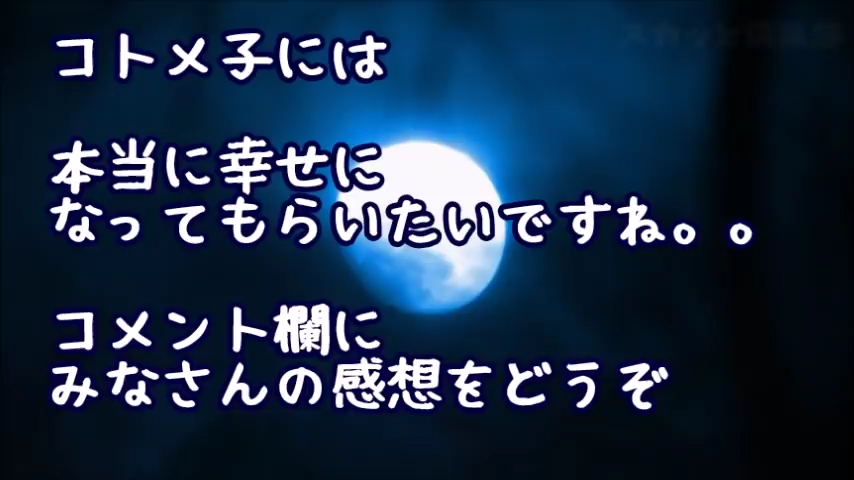 コトメ子には
本当に幸せに
なってもらいたいですね。。
コメント欄に
みなさんの感想をどうぞ